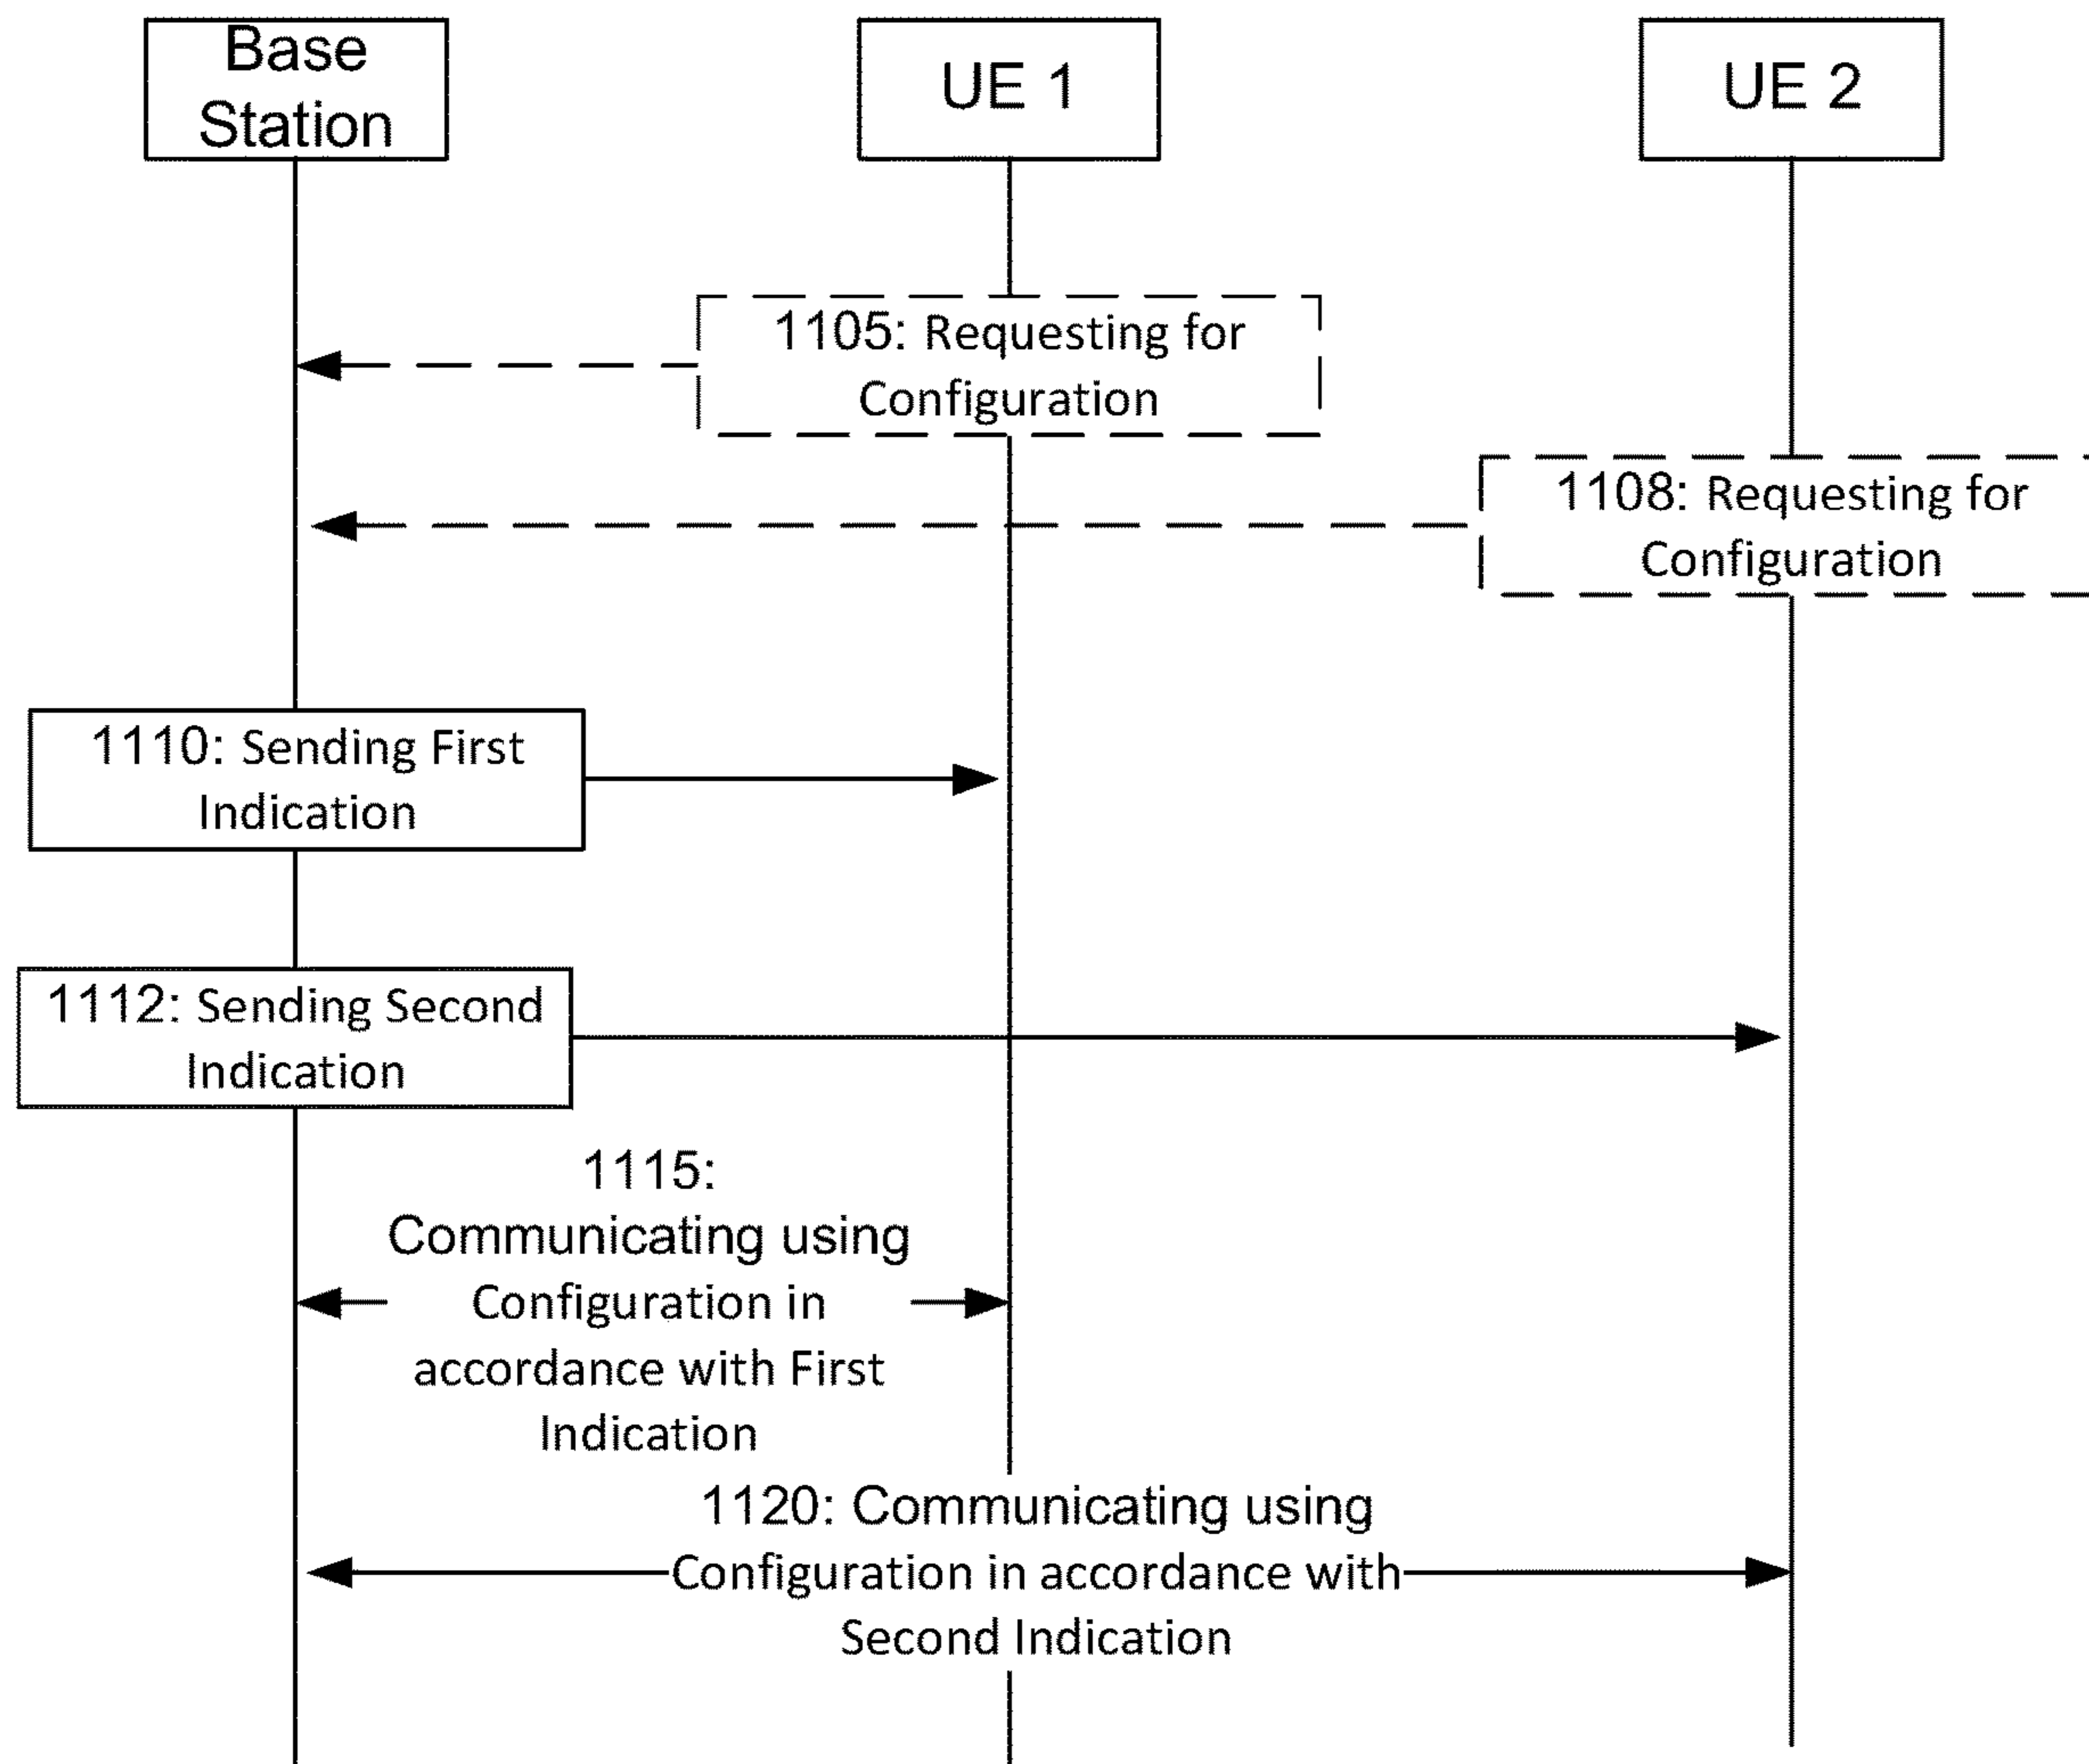 Base
Station
UE 1
UE 2
1105: Requesting for
Configuration
1108: Requesting for
Configuration
1110: Sending First
Indication
1112: Sending Second
Indication
1115:
Communicating using
Configuration in
accordance with First
Indication
1120: Communicating using
Configuration in accordance with
Second Indication